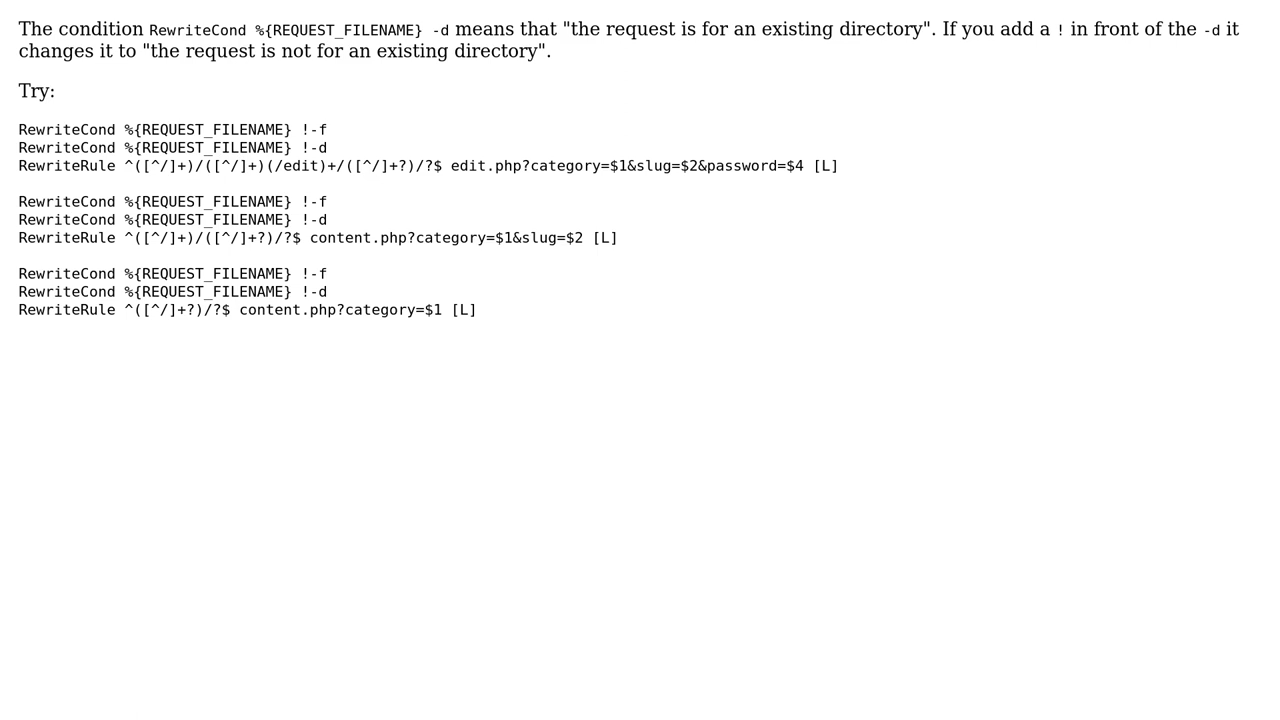 The condition RewriteCond %{REQUEST_FILENAME} -d means that "the request is for an existing directory". If you add a ! in front of the -d it
changes it to "the request is not for an existing directory".
Try:
RewriteCond %{REQUEST_FILENAME} !-f
RewriteCond %{REQUEST_FILENAME} !-d
RewriteRule ^([^/]+)/([^/]+)(/edit)+/([^/]+?)/?$ edit.php?category=$1&slug=$2&password=$4 [L]
RewriteCond %{REQUEST_FILENAME} !-f
RewriteCond %{REQUEST_FILENAME} !-d
RewriteRule ^([^/]+)/([^/]+?)/?$ content.php?category=$1&slug=$2 [L]
RewriteCond %{REQUEST_FILENAME} !-f
RewriteCond %{REQUEST_FILENAME} !-d
RewriteRule ^([^/]+?)/?$ content.php?category=$1 [L]